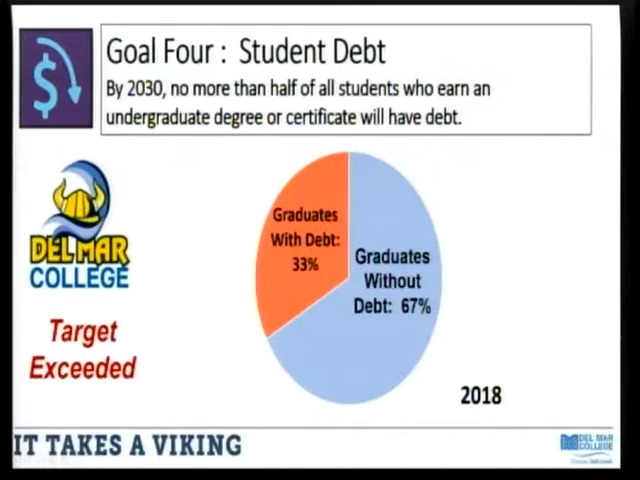 Goal Four :  Student Debt
By 2030, no more than half of all students who earn an
undergraduate degree or certificate will have debt.
$
DEL MAR
COLLEGE
Target
Exceeded
Graduates
With Debt:
33%
Graduates
Without
Debt:  67%
2018
IT TAKES A VIKING
DEL MAR
COLLEGE